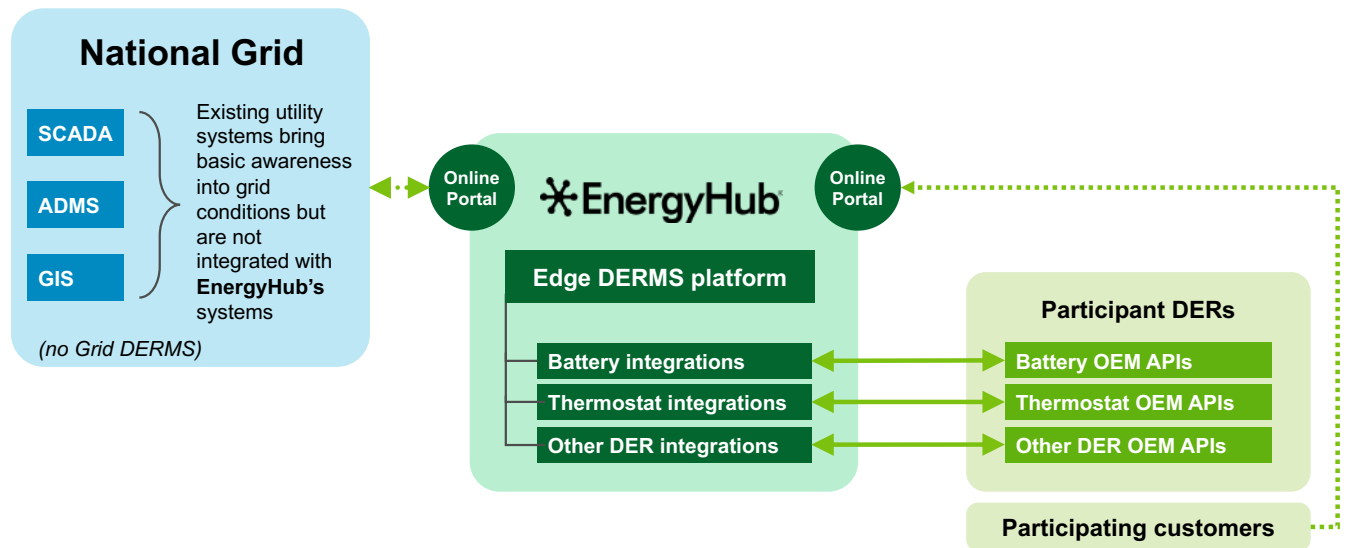 National Grid
SCADA
ADMS
GIS
Existing utility
systems bring
basic awareness
into grid
conditions but
are not
integrated with
EnergyHub's
systems
(no Grid DERMS)
Online
Portal
EnergyHub
Online
Portal
Edge DERMS platform
Battery integrations
Thermostat integrations
Other DER integrations
Participant DERs
Battery OEM APIs
Thermostat OEM APIs
Other DER OEM APIs
Participating customers